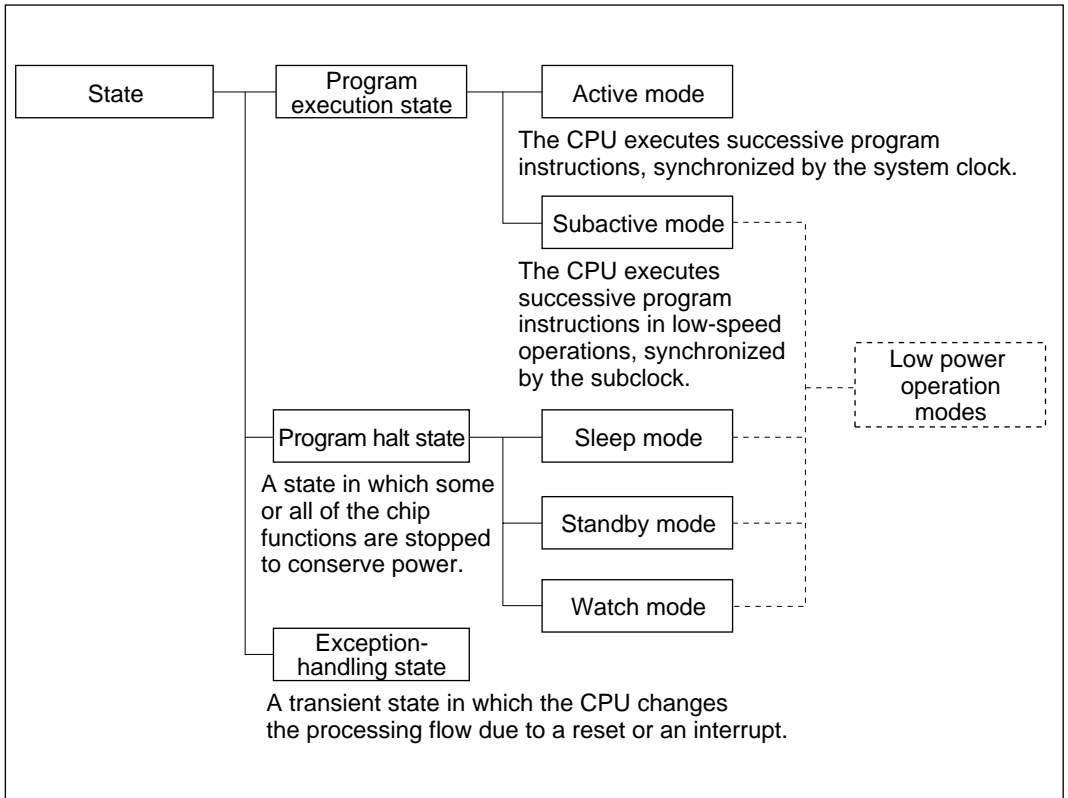 State
Program
execution state
Active mode
The CPU executes successive program
instructions, synchronized by the system clock.
Subactive mode
The CPU executes
successive program
instructions in low-speed
operations, synchronized
by the subclock.
Low power
operation
modes
Program halt state
A state in which some
or all of the chip
functions are stopped
to conserve power.
Sleep mode
Standby mode
Watch mode
Exception-
handling state
A transient state in which the CPU changes
the processing flow due to a reset or an interrupt.